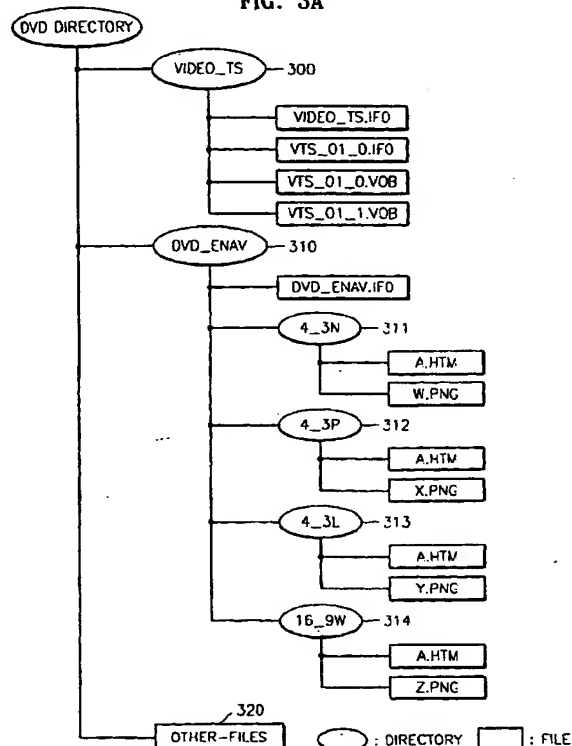 FIG. 3A
DVD DIRECTORY
VIDEO_TS 300
VIDEO_TS.IFO
VTS_01_0.IFO
VTS_01_0.VOB
VTS_01_1.VOB
DVD_ENAV 310
DVD_ENAV.IFO
4_3N 311
A.HTM
W.PNG
4_3P 312
A.HTM
X.PNG
4_3L 313
A.HTM
Y.PNG
16_9W 314
A.HTM
Z.PNG
320
OTHER-FILES : DIRECTORY : FILE